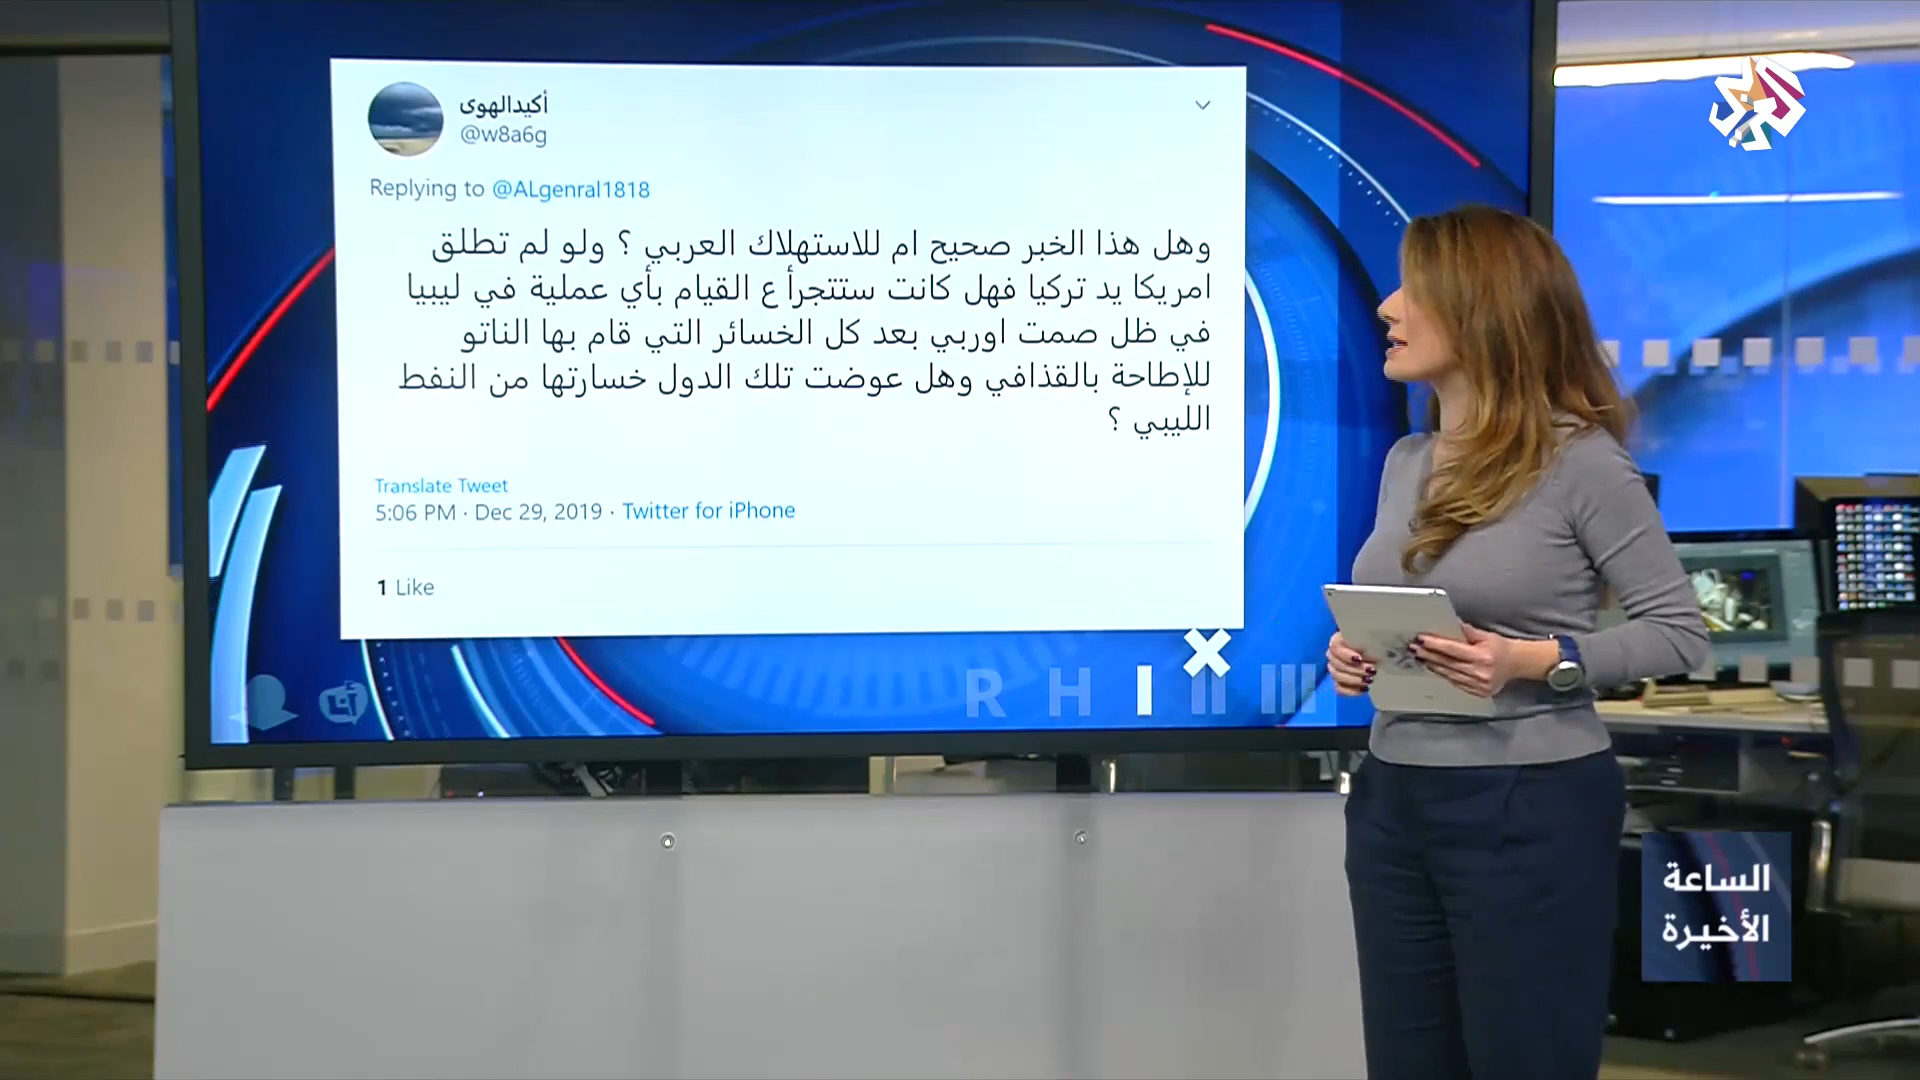 أكيدالهوى
@w8a6g
Replying to @ALgenral1818
وهل هذا الخبر صحيح ام للاستهلاك العربي ؟ ولو لم تطلق
امريكا يد تركيا فهل كانت ستتجرأ ع القيام بأي عملية في ليبيا
في ظل صمت اوربي بعد كل الخسائر التي قام بها الناتو
للإطاحة بالقذافي وهل عوضت تلك الدول خسارتها من النفط
الليبي ؟
Translate Tweet
5:06 PM · Dec 29, 2019 · Twitter for iPhone
1 Like
R H I II III
العربي
الساعة
الأخيرة